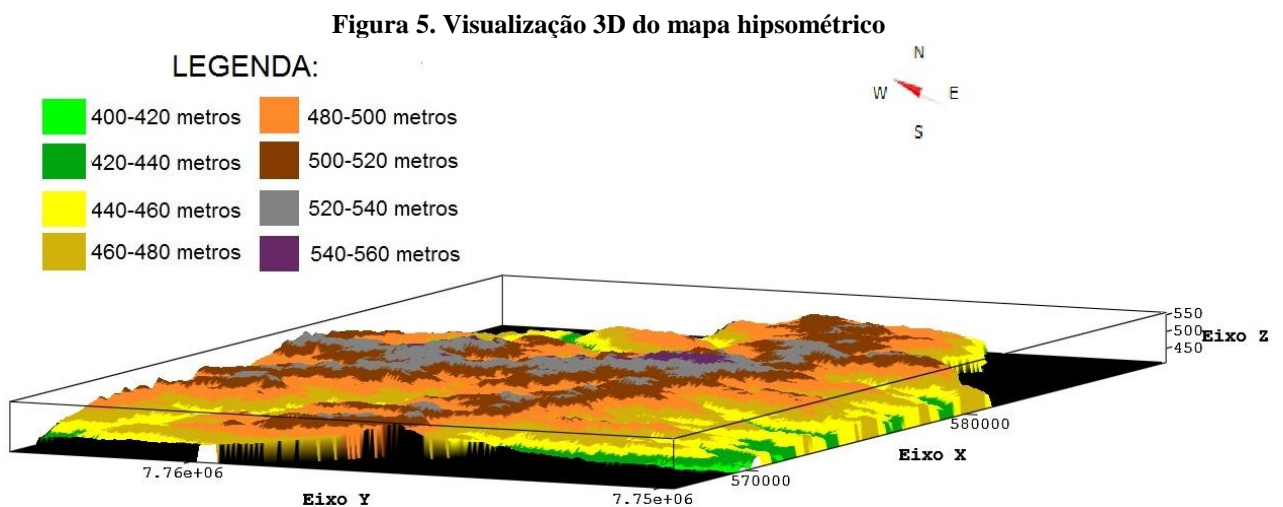 Figura 5. Visualização 3D do mapa hipsométrico
LEGENDA:
400-420 metros
420-440 metros
440-460 metros
460-480 metros
480-500 metros
500-520 metros
520-540 metros
540-560 metros
N
W E
S
550
500
450
Eixo Z
580000
Eixo X
570000
7.76e+06
Eixo Y
7.75e+06